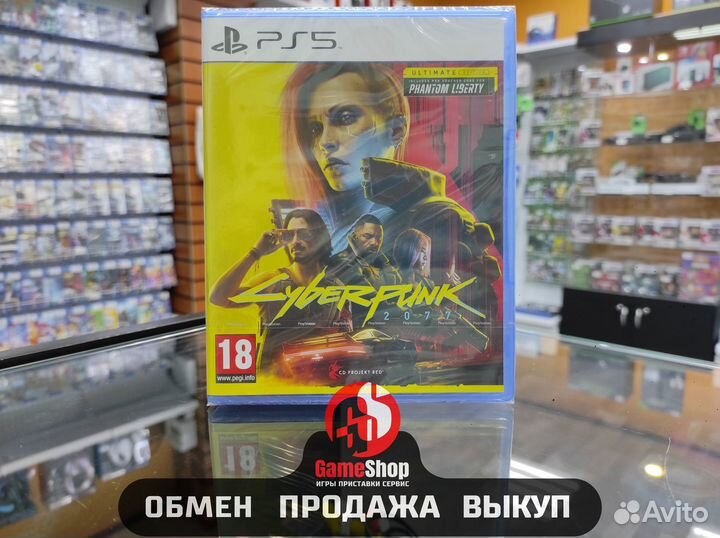 PS5
ULTIMATE EDITION
PHANTOM LIBERTY
Cyberpunk
2077
18
www.pegi.info
CD PROJEKT RED
18
GameShop
ИГРЫ ПРИСТАВКИ СЕРВИС
ОБМЕН ПРОДАЖА ВЫКУП
Avito